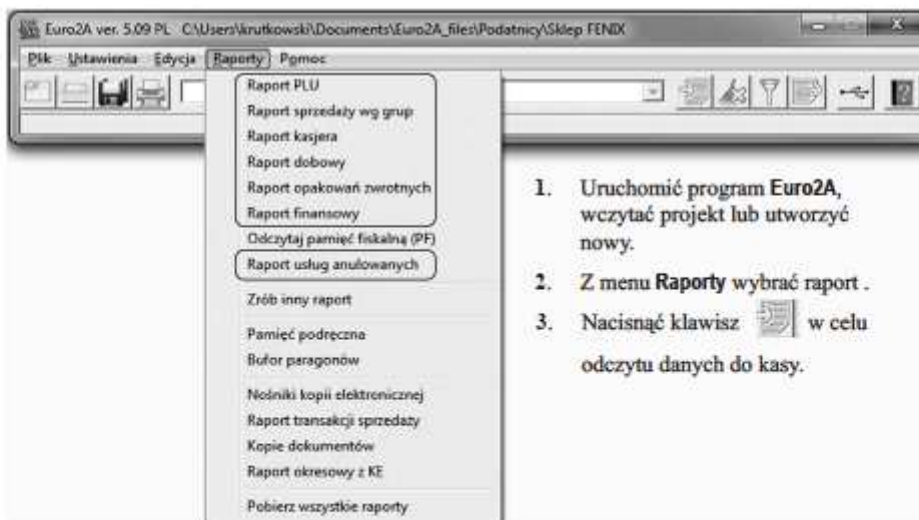 Euro2A ver. 5.09 PL C:\Users\krutkowski\Documents\Euro2A_files\Podatnicy\Sklep FENIX
Plik Ustawienia Edycja Raporty Pomoc
Raport PLU
Raport sprzedaży wg grup
Raport kasjera
Raport dobowy
Raport opakowań zwrotnych
Raport finansowy
Odczytaj pamięć fiskalną (PF)
Raport usług anulowanych
Zrób inny raport
Pamięć podręczna
Bufor paragonów
Nośniki kopii elektronicznej
Raport transakcji sprzedaży
Kopie dokumentów
Raport okresowy z KE
Pobierz wszystkie raporty
1. Uruchomić program Euro2A,
wczytać projekt lub utworzyć
nowy.
2. Z menu Raporty wybrać raport .
3. Nacisnąć klawisz w celu
odczytu danych do kasy.